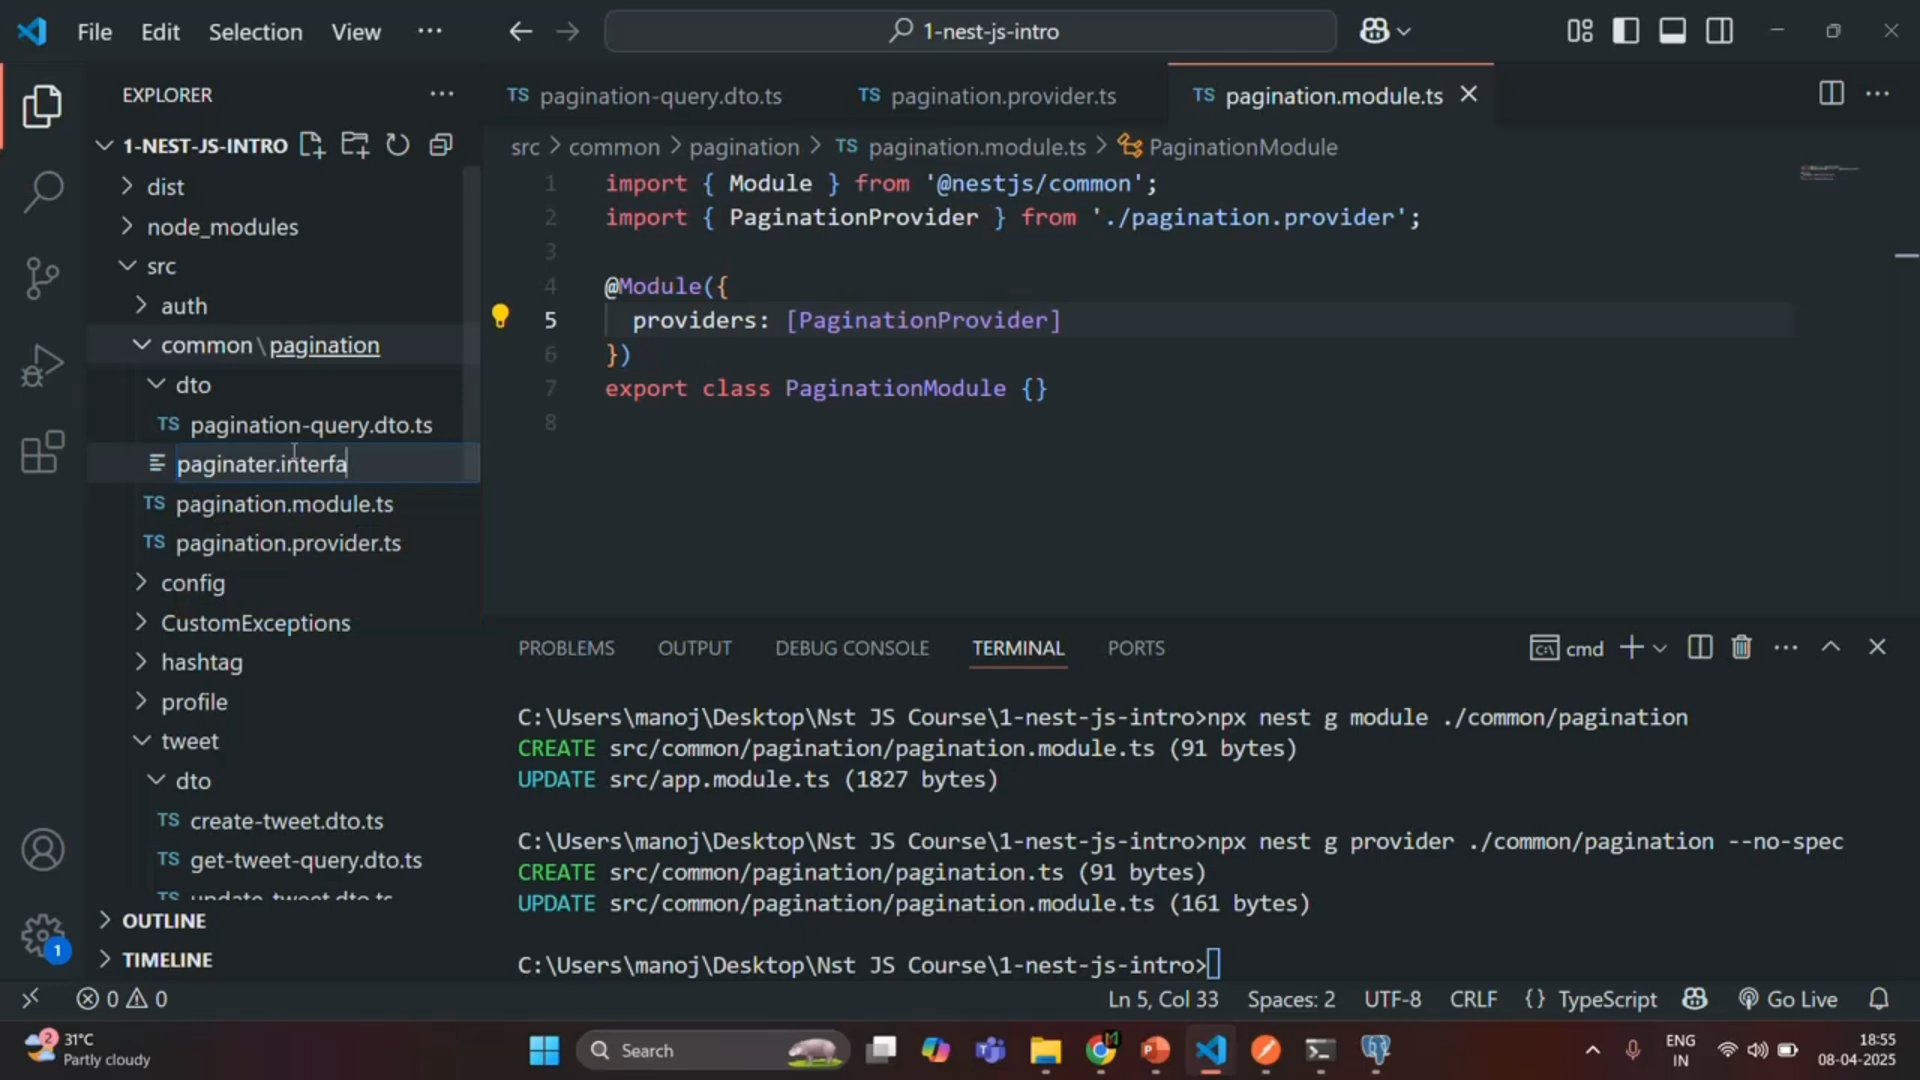 File Edit Selection View ··· 1-nest-js-intro
EXPLORER ···
1-NEST-JS-INTRO
dist
node_modules
src
auth
common\pagination
dto
TS pagination-query.dto.ts
paginater.interfa
TS pagination.module.ts
TS pagination.provider.ts
config
CustomExceptions
hashtag
profile
tweet
dto
TS create-tweet.dto.ts
TS get-tweet-query.dto.ts
TS update-tweet.dto.ts
OUTLINE
TIMELINE
TS pagination-query.dto.ts TS pagination.provider.ts TS pagination.module.ts
src > common > pagination > TS pagination.module.ts > PaginationModule
1 import { Module } from '@nestjs/common';
2 import { PaginationProvider } from './pagination.provider';
3
4 @Module({
5 providers: [PaginationProvider]
6 })
7 export class PaginationModule {}
8
PROBLEMS OUTPUT DEBUG CONSOLE TERMINAL PORTS cmd
C:\Users\manoj\Desktop\Nst JS Course\1-nest-js-intro>npx nest g module ./common/pagination
CREATE src/common/pagination/pagination.module.ts (91 bytes)
UPDATE src/app.module.ts (1827 bytes)
C:\Users\manoj\Desktop\Nst JS Course\1-nest-js-intro>npx nest g provider ./common/pagination --no-spec
CREATE src/common/pagination/pagination.ts (91 bytes)
UPDATE src/common/pagination/pagination.module.ts (161 bytes)
C:\Users\manoj\Desktop\Nst JS Course\1-nest-js-intro>
1
0 0 Ln 5, Col 33 Spaces: 2 UTF-8 CRLF {} TypeScript Go Live
2 31°C
Partly cloudy
Search
ENG
IN
18:55
08-04-2025